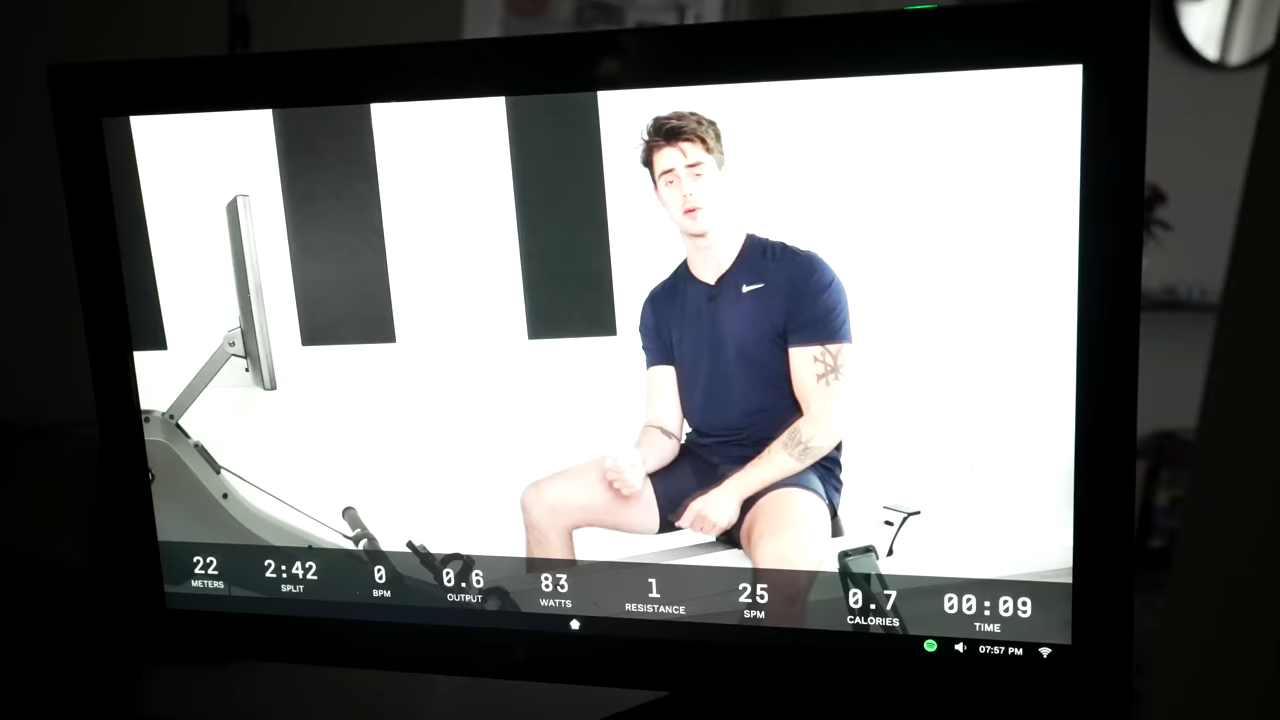 22 2:42 0 0.6 83 1 25 0.7 00:09
METERS SPLIT BPM OUTPUT WATTS RESISTANCE SPM CALORIES TIME
07:57 PM